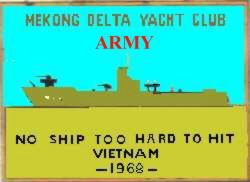 MEKONG DELTA YACHT CLUB
ARMY
NO SHIP TOO HARD TO HIT
VIETNAM
-1968-